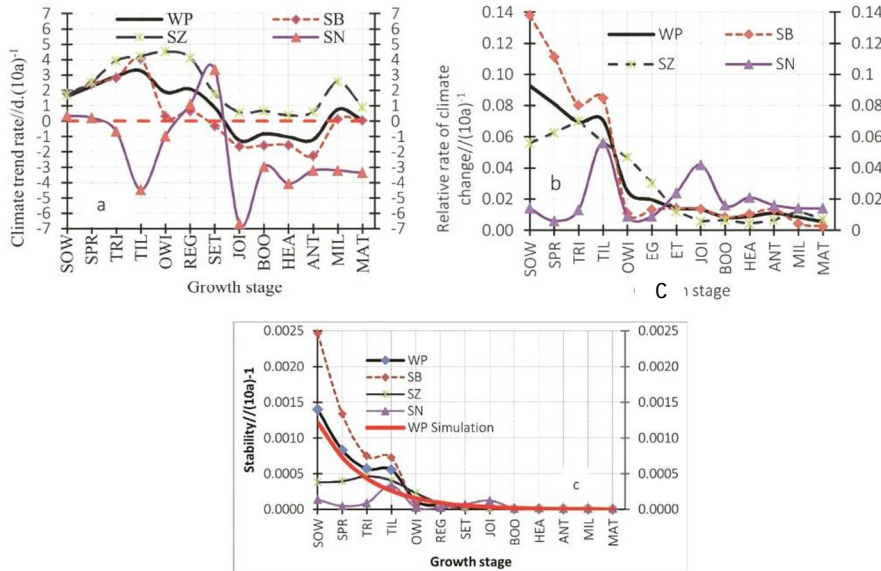 WP
SB
SZ
SN
7
6
5
4
3
2
1
0
-1
-2
-3
-4
-5
-6
-7
7
6
5
4
3
2
1
0
-1
-2
-3
-4
-5
-6
-7
Climate trend rate//d.(10a)-1
a
SOW
SPR
TRI
TIL
OWI
REG
SET
JOI
BOO
HEA
ANT
MIL
MAT
Growth stage
0.14
0.12
0.10
0.08
0.06
0.04
0.02
0.00
0.14
0.12
0.1
0.08
0.06
0.04
0.02
0
WP
SB
SZ
SN
Relative rate of climate
change//(10a)-1
b
SOW
SPR
TRI
TIL
OWI
EG
ET
JOI
BOO
HEA
ANT
MIL
MAT
C
h stage
0.0025
0.0020
0.0015
0.0010
0.0005
0.0000
0.0025
0.0020
0.0015
0.0010
0.0005
0.0000
WP
SB
SZ
SN
WP Simulation
Stability//(10a)-1
c
SOW
SPR
TRI
TIL
OWI
REG
SET
JOI
BOO
HEA
ANT
MIL
MAT
Growth stage